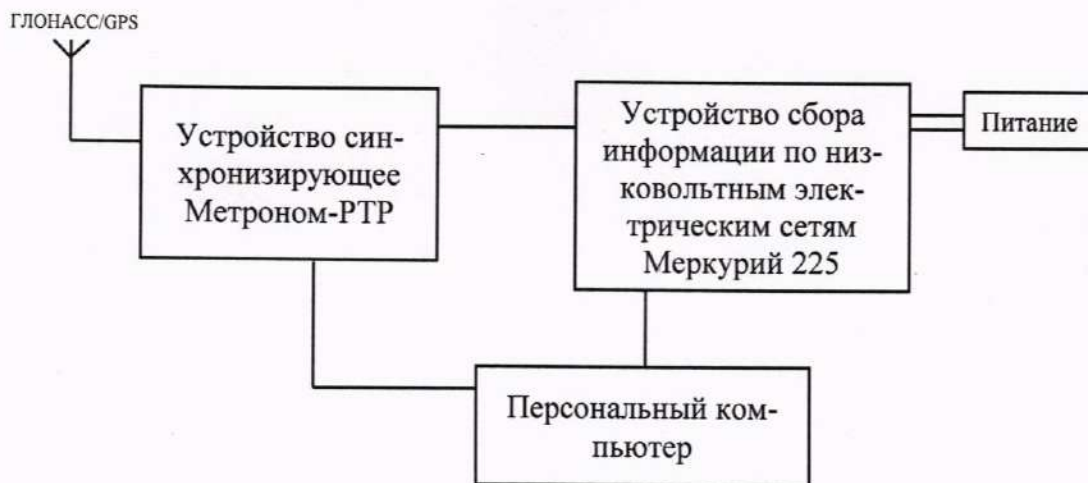 ГЛОНАСС/GPS
Устройство син-
хронизирующее
Метроном-PTP
Устройство сбора
информации по низ-
ковольтным элек-
трическим сетям
Меркурий 225
Питание
Персональный ком-
пьютер